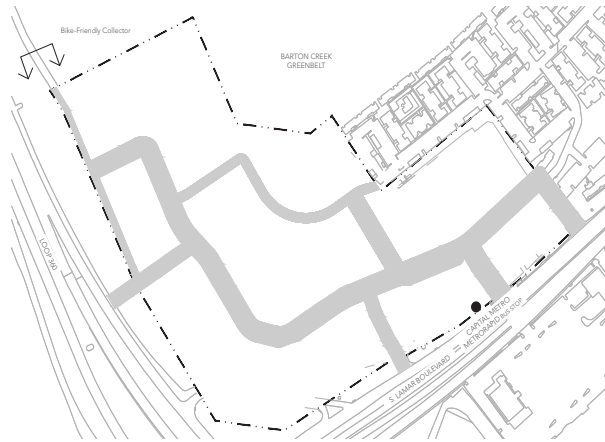 Bike-Friendly Collector
BARTON CREEK
GREENBELT
LOOP 360
CAPITAL METRO
METRORAPID BUS STOP
S. LAMAR BOULEVARD